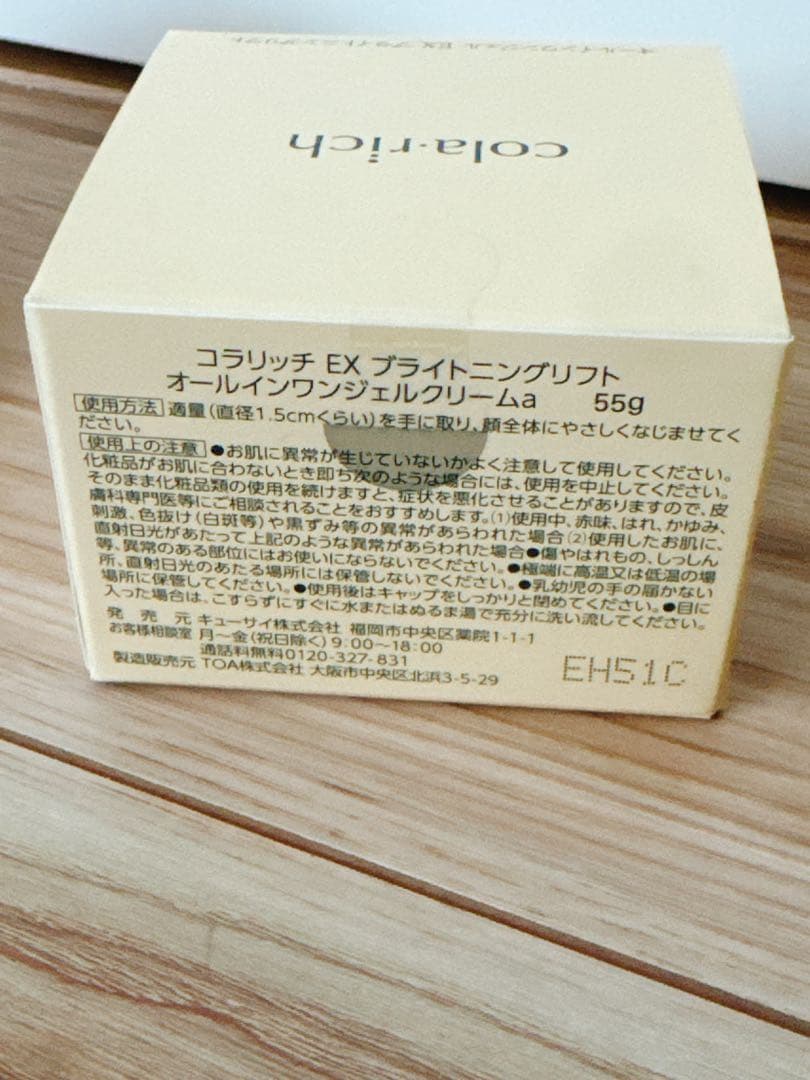 オールインワンジェル EX ブライトニングリフト
cola·rich
コラリッチ EX ブライトニングリフト
オールインワンジェルクリームa 55g
使用方法 適量(直径1.5cmくらい)を手に取り、顔全体にやさしくなじませてく
ださい。
使用上の注意 ●お肌に異常が生じていないかよく注意して使用してください。
化粧品がお肌に合わないとき即ち次のような場合には、使用を中止してください。
そのまま化粧品類の使用を続けますと、症状を悪化させることがありますので、皮
膚科専門医等にご相談されることをおすすめします。(1)使用中、赤味、はれ、かゆみ、
刺激、色抜け(白斑等)や黒ずみ等の異常があらわれた場合(2)使用したお肌に、
直射日光があたって上記のような異常があらわれた場合●傷やはれもの、しっしん
等、異常のある部位にはお使いにならないでください。●極端に高温又は低温の場
所、直射日光のあたる場所には保管しないでください。●乳幼児の手の届かない
場所に保管してください。●使用後はキャップをしっかりと閉めてください。●目に
入った場合は、こすらずにすぐに水またはぬるま湯で充分に洗い流してください。
発売元 キューサイ株式会社 福岡市中央区薬院1-1-1
お客様相談室 月〜金(祝日除く)9:00〜18:00
通話料無料0120-327-831
製造販売元 TOA株式会社 大阪市中央区北浜3-5-29
EH51C